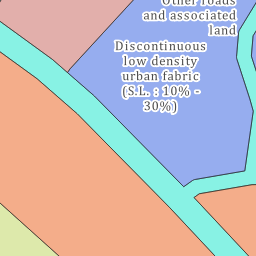 Other roads
and associated
land
Discontinuous
low density
urban fabric
(S.L. : 10% -
30%)